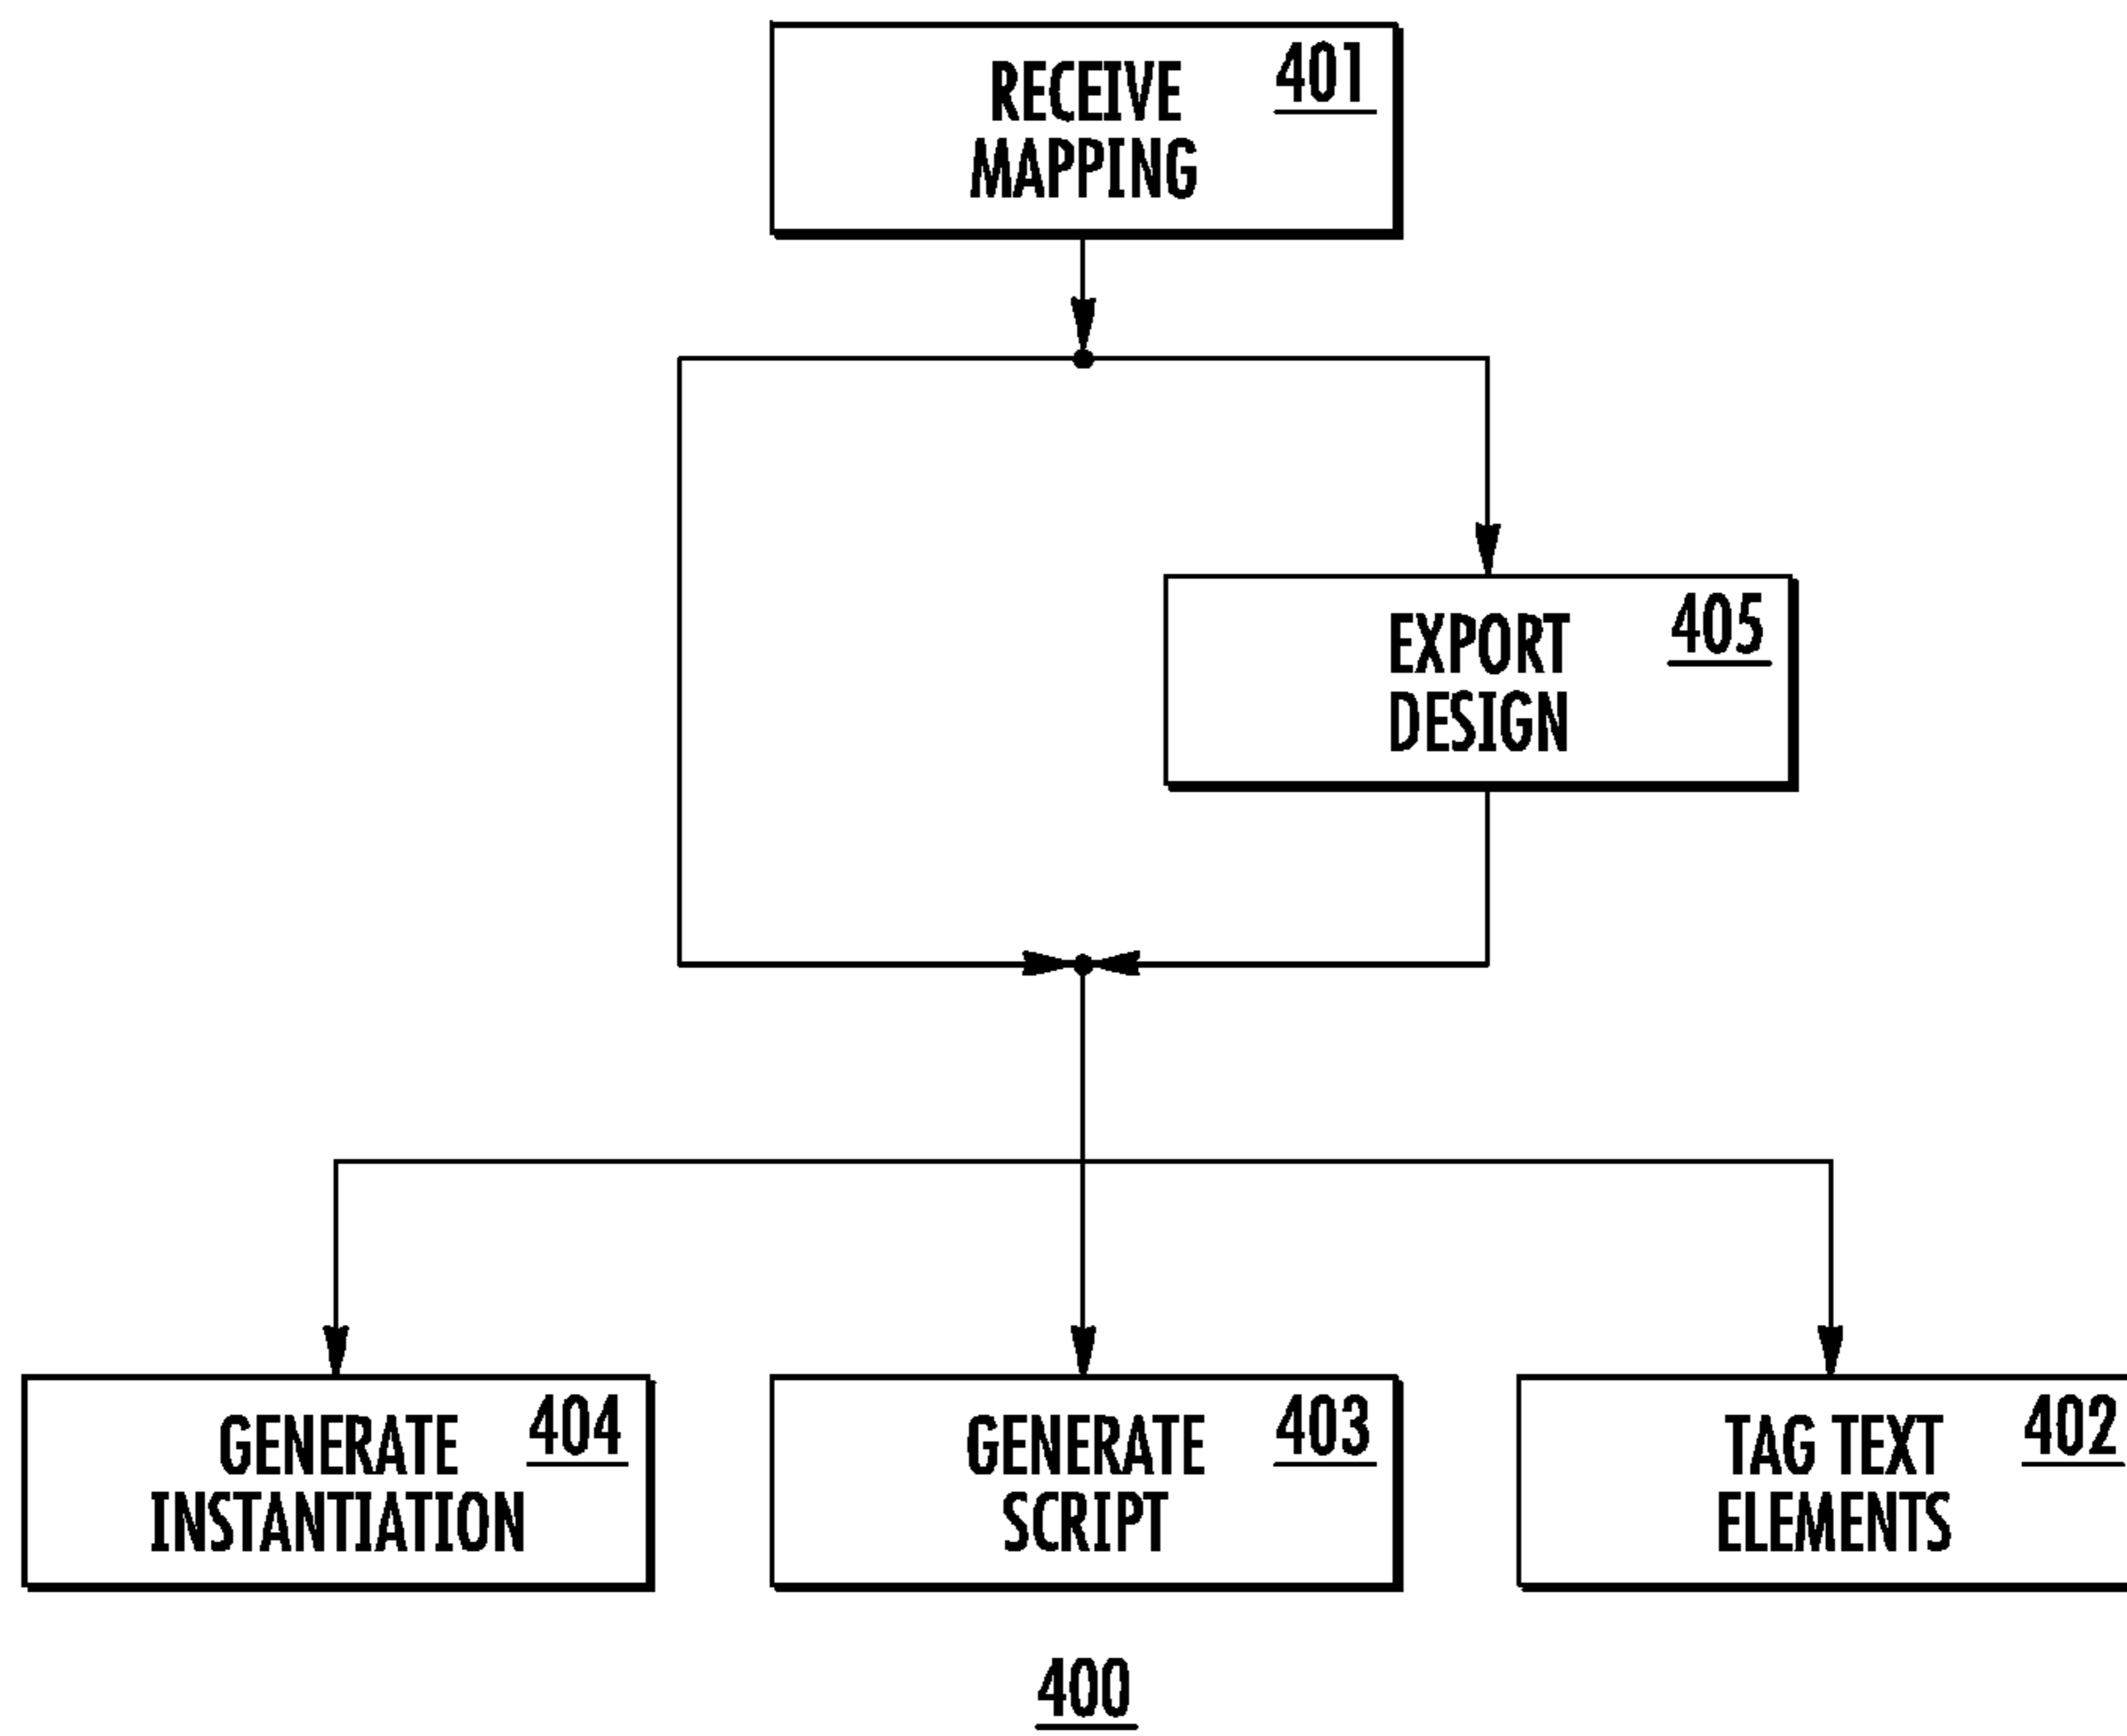 401
RECEIVE
MAPPING
405
EXPORT
DESIGN
404
GENERATE
INSTANTIATION
403
GENERATE
SCRIPT
402
TAG TEXT
ELEMENTS
400